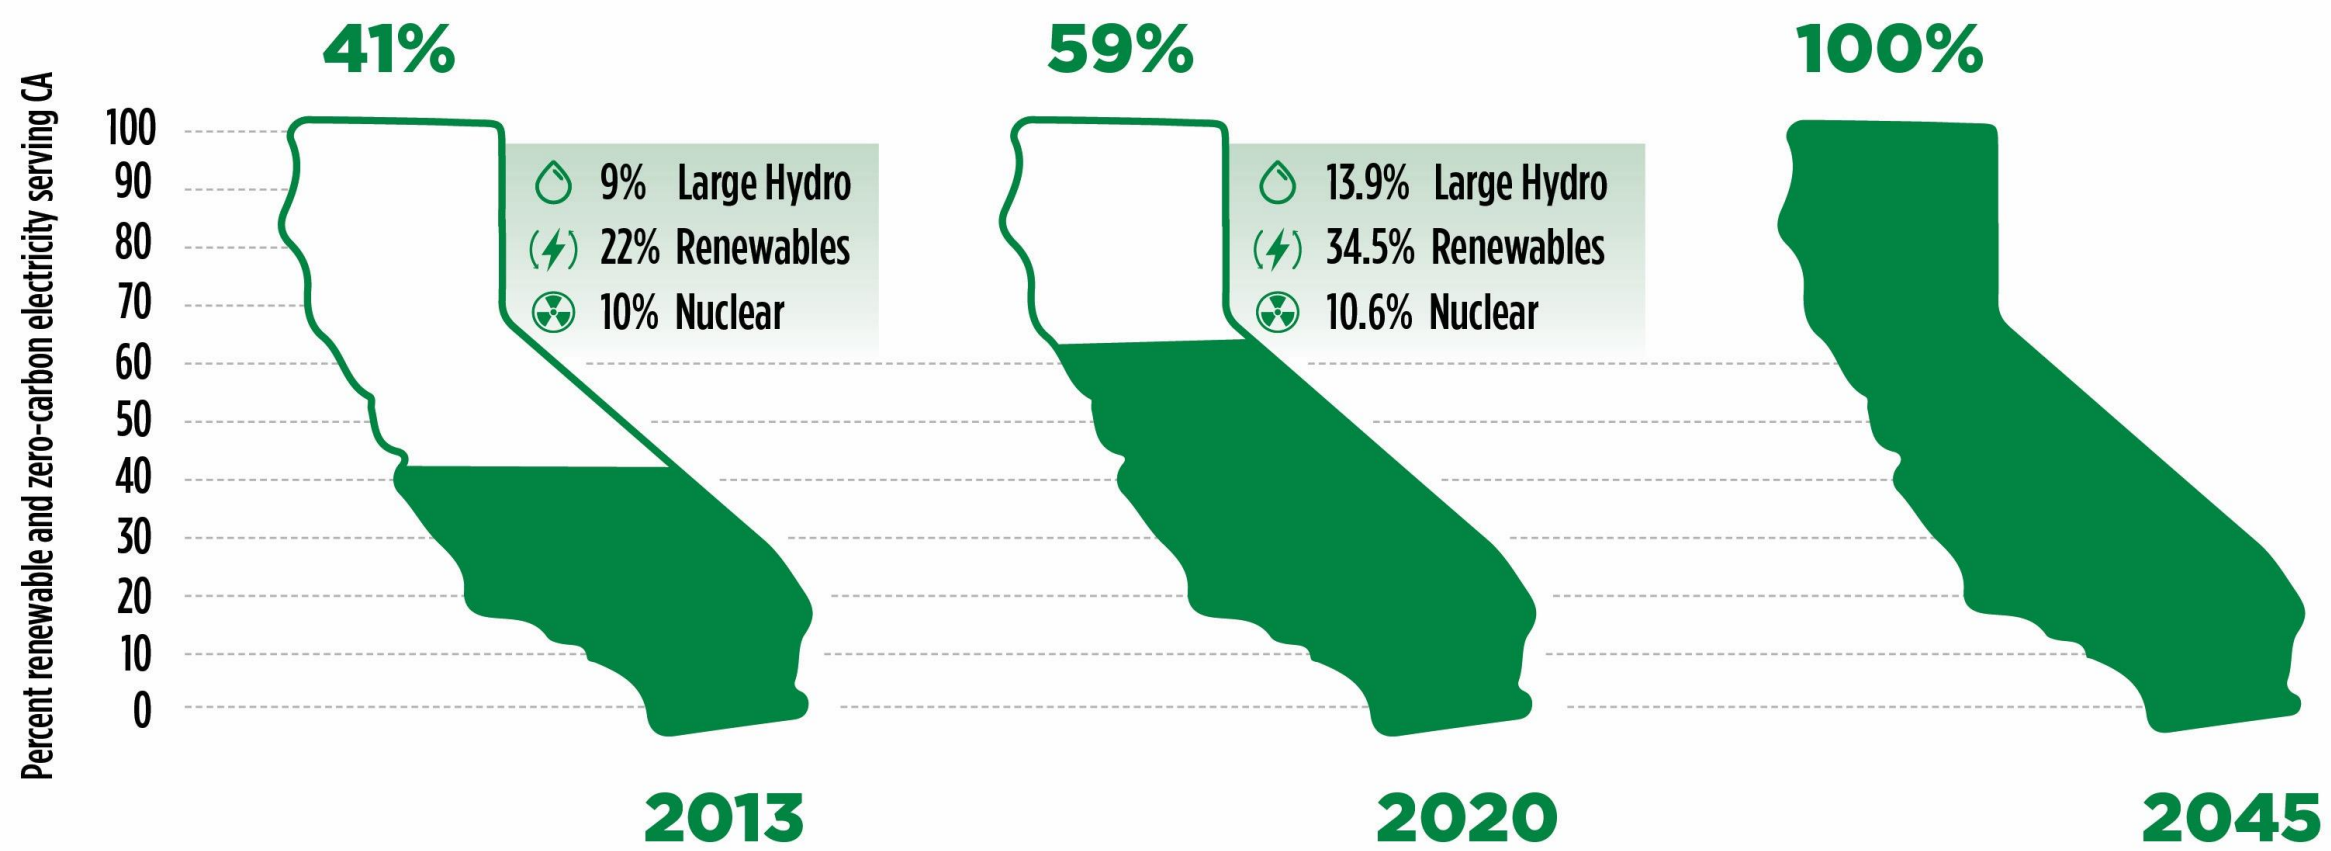 41%
59%
100%
Percent renewable and zero-carbon electricity serving CA
100
90
80
70
60
50
40
30
20
10
0
9% Large Hydro
22% Renewables
10% Nuclear
13.9% Large Hydro
34.5% Renewables
10.6% Nuclear
2013
2020
2045